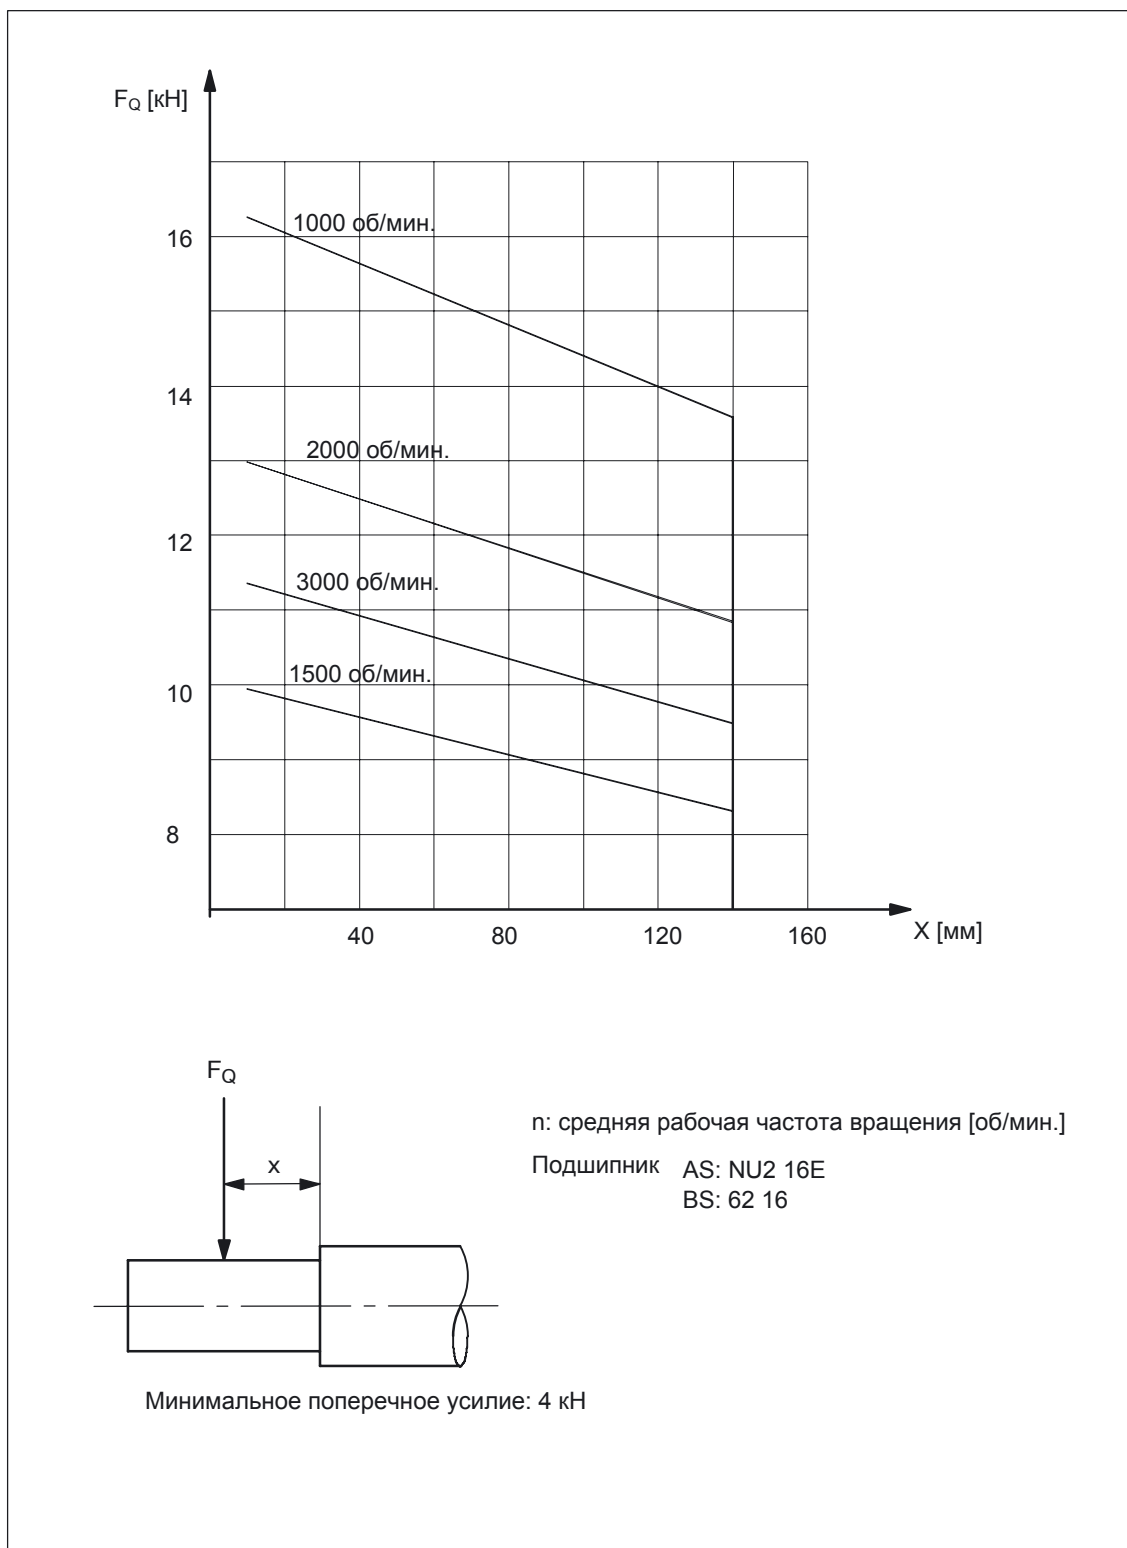 FQ [кН]
1000 об/мин.
16
14
2000 об/мин.
12
3000 об/мин.
1500 об/мин.
10
8
40 80 120 160 X [мм]
FQ
x
n: средняя рабочая частота вращения [об/мин.]
Подшипник AS: NU2 16E
BS: 62 16
Минимальное поперечное усилие: 4 кН